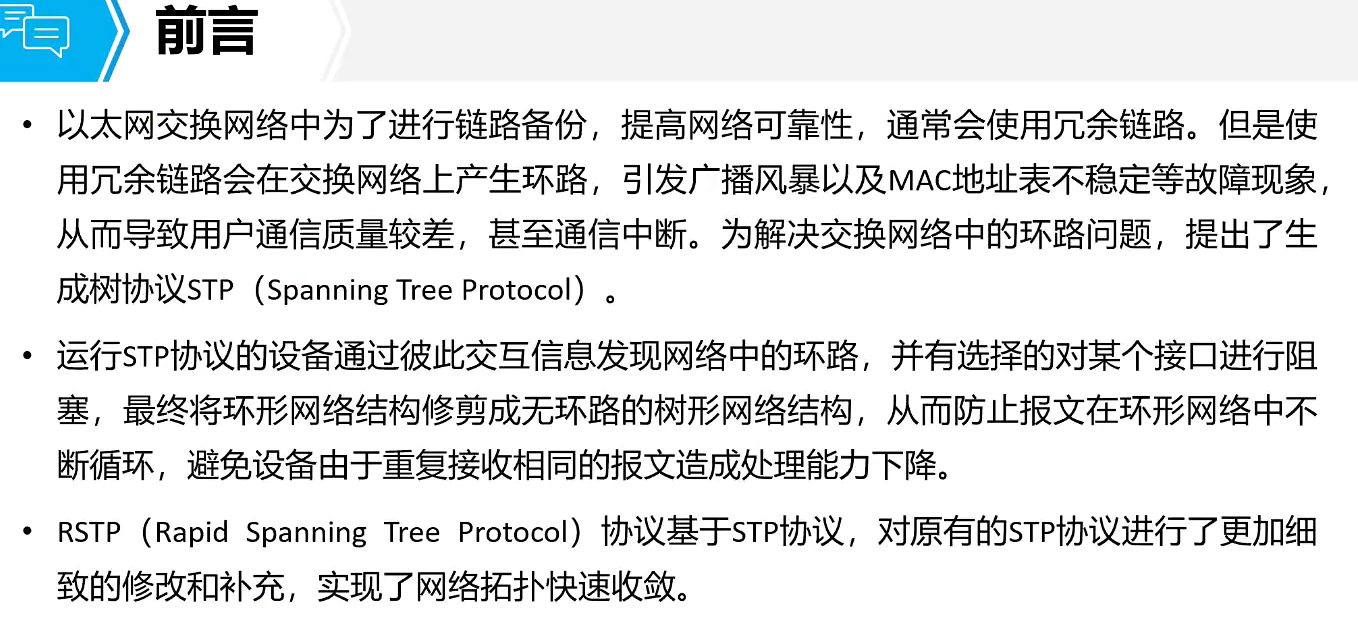 前言
• 以太网交换网络中为了进行链路备份，提高网络可靠性，通常会使用冗余链路。但是使
用冗余链路会在交换网络上产生环路，引发广播风暴以及MAC地址表不稳定等故障现象，
从而导致用户通信质量较差，甚至通信中断。为解决交换网络中的环路问题，提出了生
成树协议STP（Spanning Tree Protocol）。
• 运行STP协议的设备通过彼此交互信息发现网络中的环路，并有选择的对某个接口进行阻
塞，最终将环形网络结构修剪成无环路的树形网络结构，从而防止报文在环形网络中不
断循环，避免设备由于重复接收相同的报文造成处理能力下降。
• RSTP（Rapid Spanning Tree Protocol）协议基于STP协议，对原有的STP协议进行了更加细
致的修改和补充，实现了网络拓扑快速收敛。